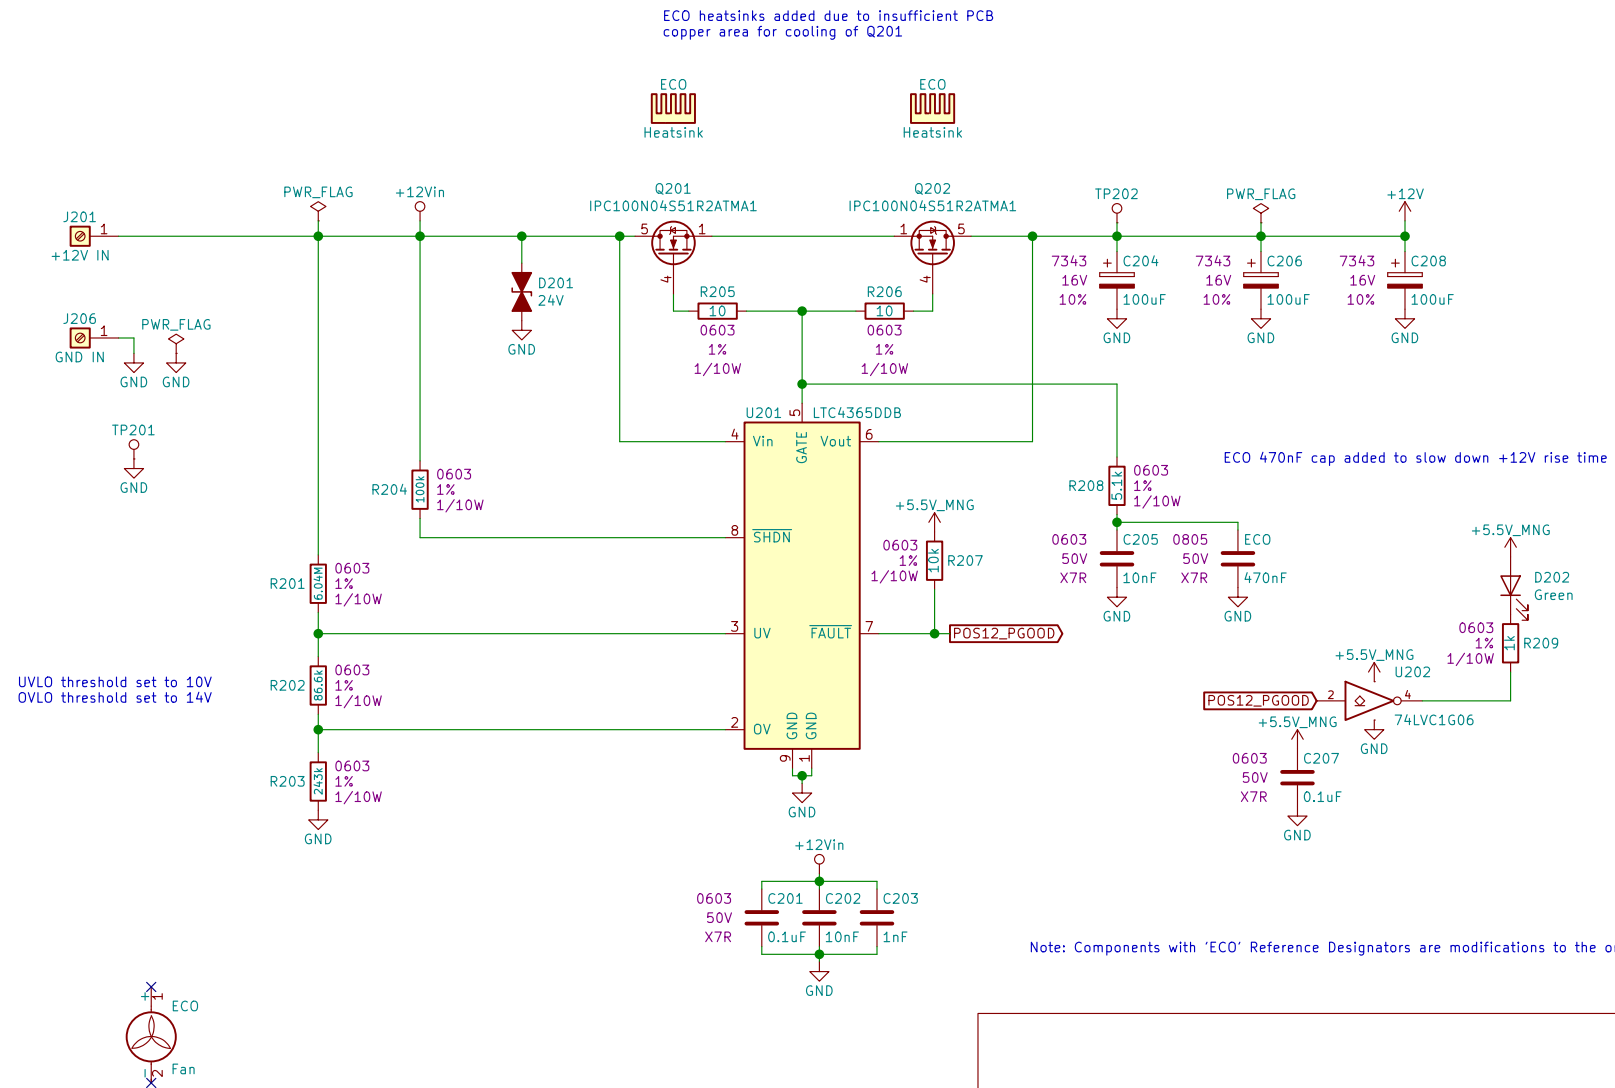 ECO heatsinks added due to insufficient PCB
copper area for cooling of Q201
ECO
Heatsink
ECO
Heatsink
J201
1
+12V IN
PWR_FLAG
+12Vin
Q201
IPC100N04S51R2ATMA1
5
1
4
Q202
IPC100N04S51R2ATMA1
1
5
4
TP202
PWR_FLAG
+12V
D201
24V
GND
R205
10
0603
1%
1/10W
R206
10
0603
1%
1/10W
7343
16V
10%
+
C204
100uF
GND
7343
16V
10%
+
C206
100uF
GND
7343
16V
10%
+
C208
100uF
GND
J206
1
GND IN
GND
PWR_FLAG
GND
TP201
GND
U201
LTC4365DDB
5
GATE
4
Vin
Vout
6
8
SHDN
3
UV
FAULT
7
2
OV
GND
GND
9
1
GND
R204
100k
0603
1%
1/10W
R201
6.04M
0603
1%
1/10W
R202
86.6k
0603
1%
1/10W
R203
243k
0603
1%
1/10W
GND
UVLO threshold set to 10V
OVLO threshold set to 14V
+5.5V_MNG
0603
1%
1/10W
10k
R207
POS12_PGOOD
R208
5.1k
0603
1%
1/10W
ECO 470nF cap added to slow down +12V rise time
0603
50V
X7R
C205
10nF
GND
0805
50V
X7R
ECO
470nF
GND
+5.5V_MNG
D202
Green
0603
1%
1/10W
1k
R209
+5.5V_MNG
U202
POS12_PGOOD
2
4
74LVC1G06
GND
+5.5V_MNG
0603
50V
X7R
C207
0.1uF
GND
+12Vin
0603
50V
X7R
C201
0.1uF
C202
10nF
C203
1nF
GND
Note: Components with 'ECO' Reference Designators are modifications to the
+
1
ECO
-
2
Fan